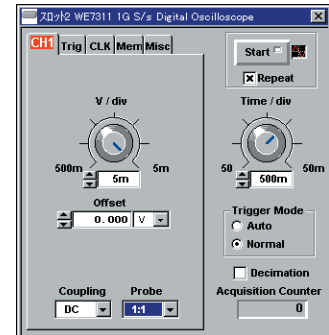 スロット2 WE7311 1G S/s Digital Oscilloscope
CH1 Trig CLK Mem Misc
Start
Repeat
V / div
500m 5m
5m
Offset
0.000 V
Coupling Probe
DC 1:1
Time / div
50 50m
500m
Trigger Mode
Auto
Normal
Decimation
Acquisition Counter
0